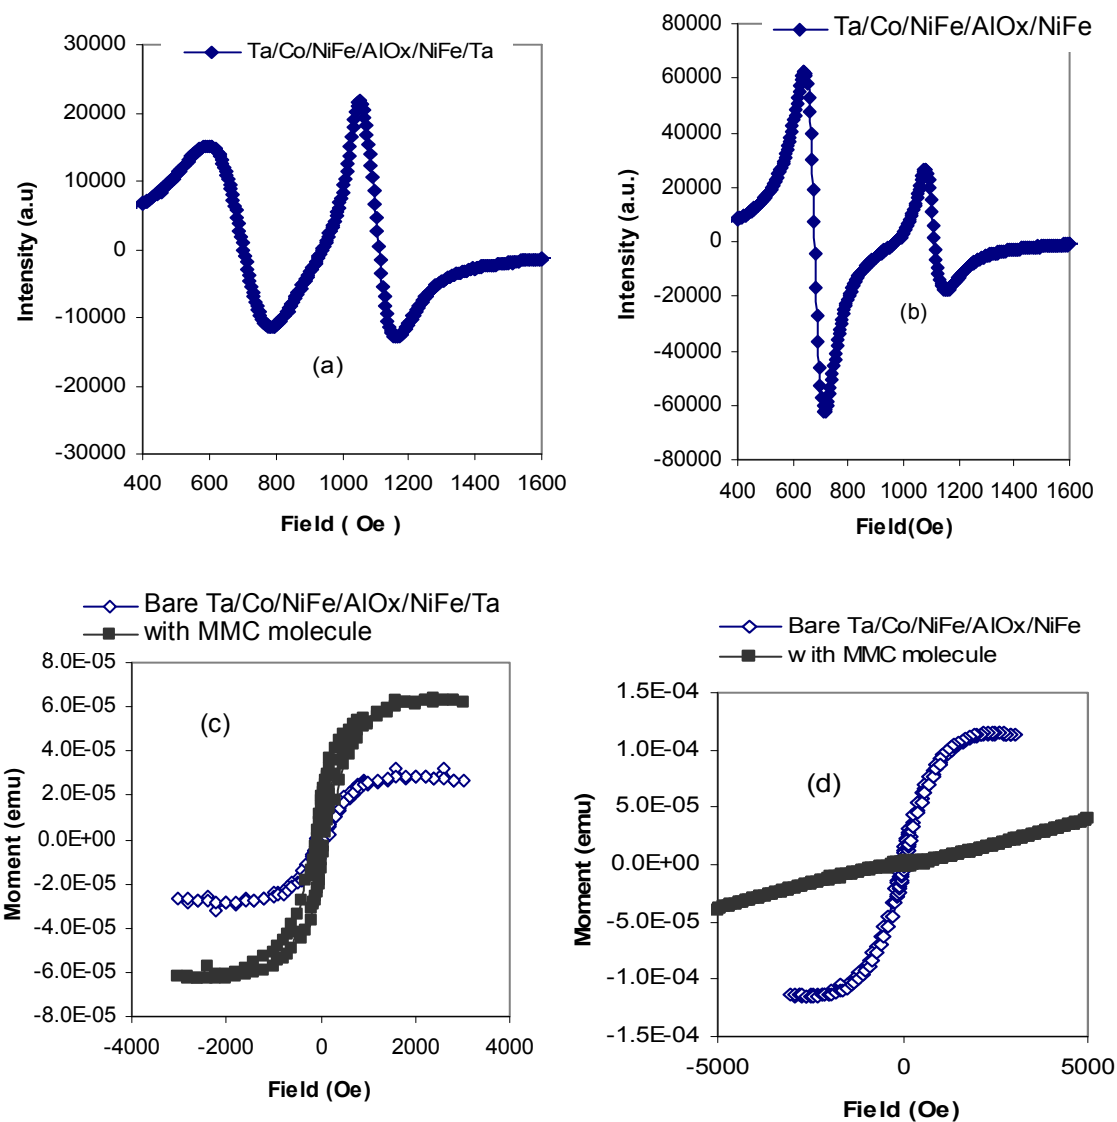 Ta/Co/NiFe/AlOx/NiFe/Ta
30000
20000
10000
0
-10000
-20000
-30000
Intensity (a.u)
(a)
400 600 800 1000 1200 1400 1600
Field ( Oe )
Ta/Co/NiFe/AlOx/NiFe
80000
60000
40000
20000
0
-20000
-40000
-60000
-80000
Intensity (a.u.)
(b)
400 600 800 1000 1200 1400 1600
Field(Oe)
Bare Ta/Co/NiFe/AlOx/NiFe/Ta
with MMC molecule
8.0E-05
6.0E-05
4.0E-05
2.0E-05
0.0E+00
-2.0E-05
-4.0E-05
-6.0E-05
-8.0E-05
Moment (emu)
(c)
-4000 -2000 0 2000 4000
Field (Oe)
Bare Ta/Co/NiFe/AlOx/NiFe
with MMC molecule
1.5E-04
1.0E-04
5.0E-05
0.0E+00
-5.0E-05
-1.0E-04
-1.5E-04
Moment (emu)
(d)
-5000 0 5000
Field (Oe)